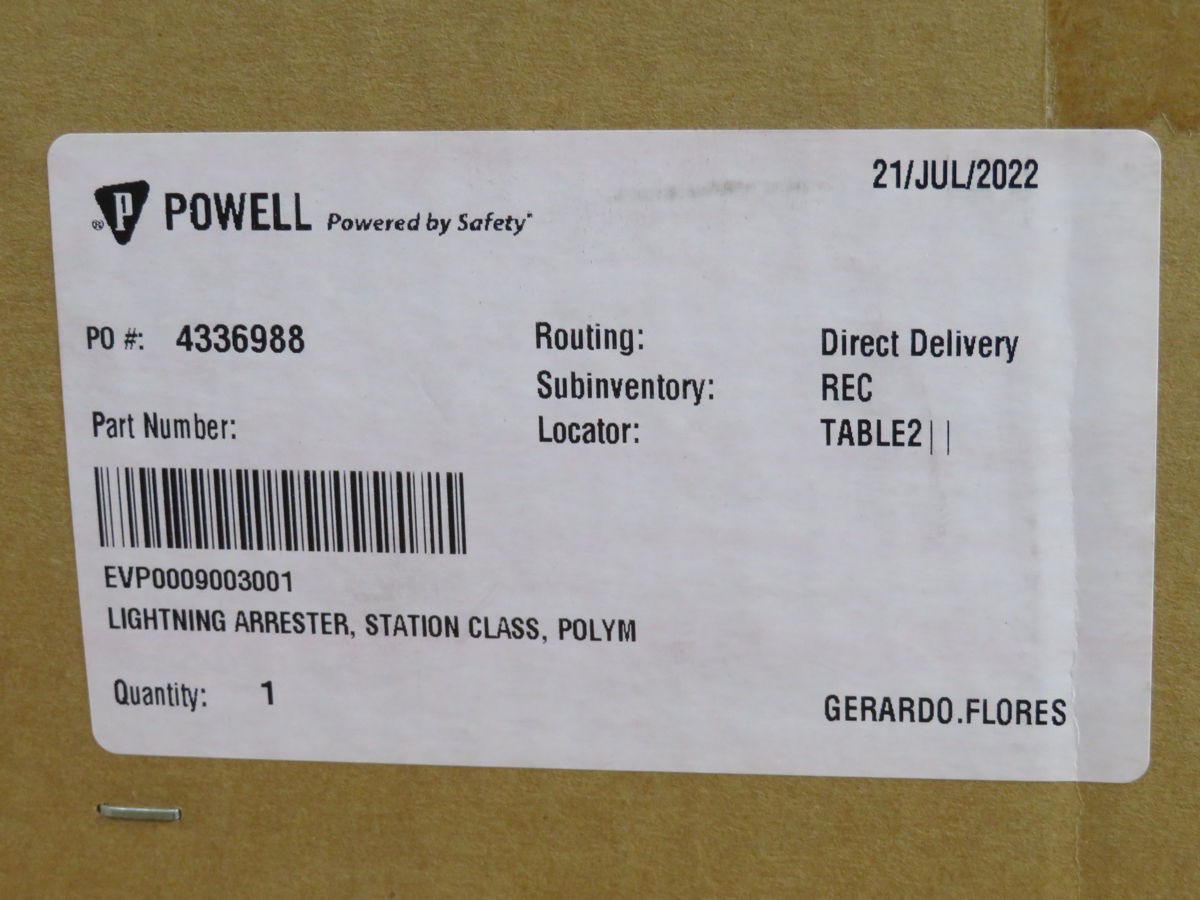 21/JUL/2022
P ® POWELL Powered by Safety®
PO #: 4336988
Routing: Direct Delivery
Subinventory: REC
Part Number:
Locator: TABLE2||
EVP0009003001
LIGHTNING ARRESTER, STATION CLASS, POLYM
Quantity: 1
GERARDO.FLORES